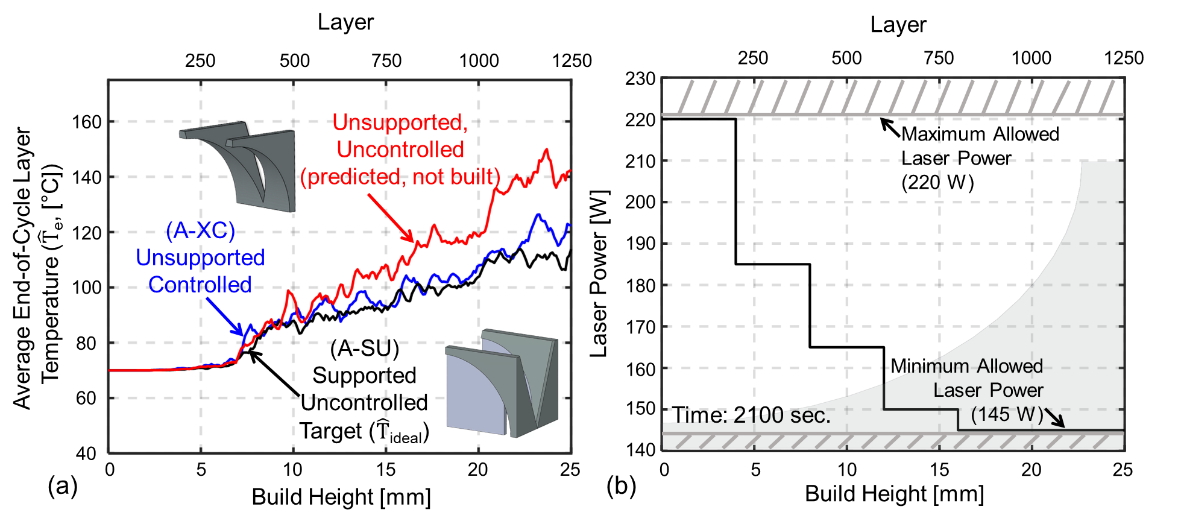 Layer
250 500 750 1000 1250
160
140
120
100
80
60
40
Average End-of-Cycle Layer
Temperature (T̂e, [°C])
Unsupported,
Uncontrolled
(predicted, not built)
(A-XC)
Unsupported
Controlled
(A-SU)
Supported
Uncontrolled
Target (T̂ideal)
0 5 10 15 20 25
(a)
Build Height [mm]
Layer
250 500 750 1000 1250
230
220
210
200
190
180
170
160
150
140
Laser Power [W]
Maximum Allowed
Laser Power
(220 W)
Minimum Allowed
Laser Power
(145 W)
Time: 2100 sec.
5 10 15 20 25
(b)
Build Height [mm]